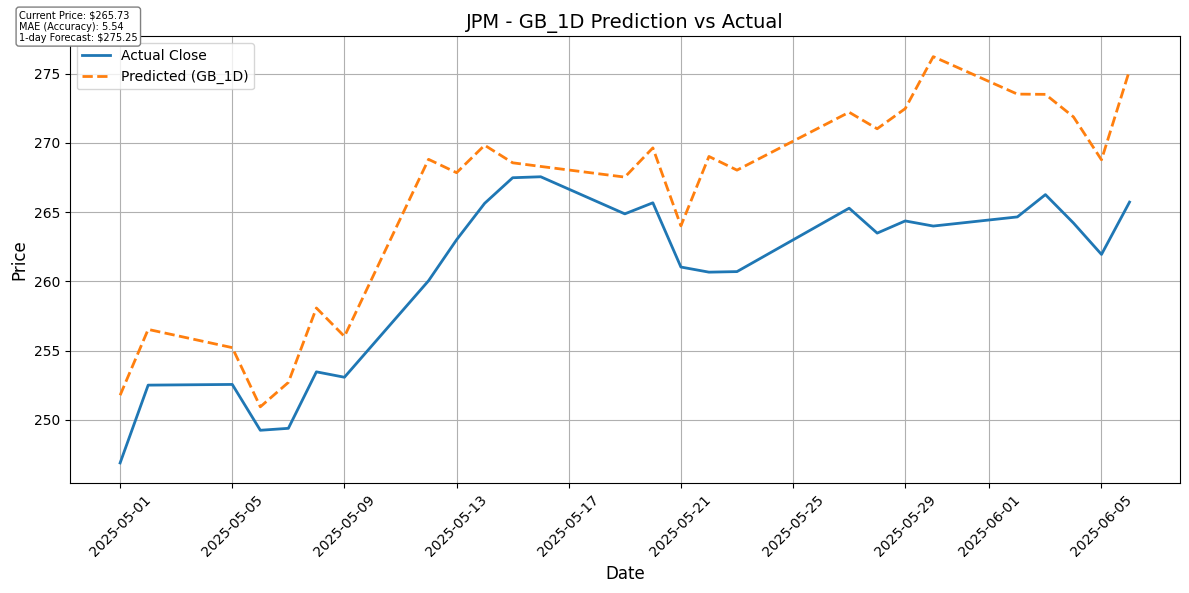 Current Price: $265.73
MAE (Accuracy): 5.54
1-day Forecast: $275.25
JPM - GB_1D Prediction vs Actual
Actual Close
Predicted (GB_1D)
275
270
265
260
255
250
Price
2025-05-01
2025-05-05
2025-05-09
2025-05-13
2025-05-17
2025-05-21
2025-05-25
2025-05-29
2025-06-01
2025-06-05
Date